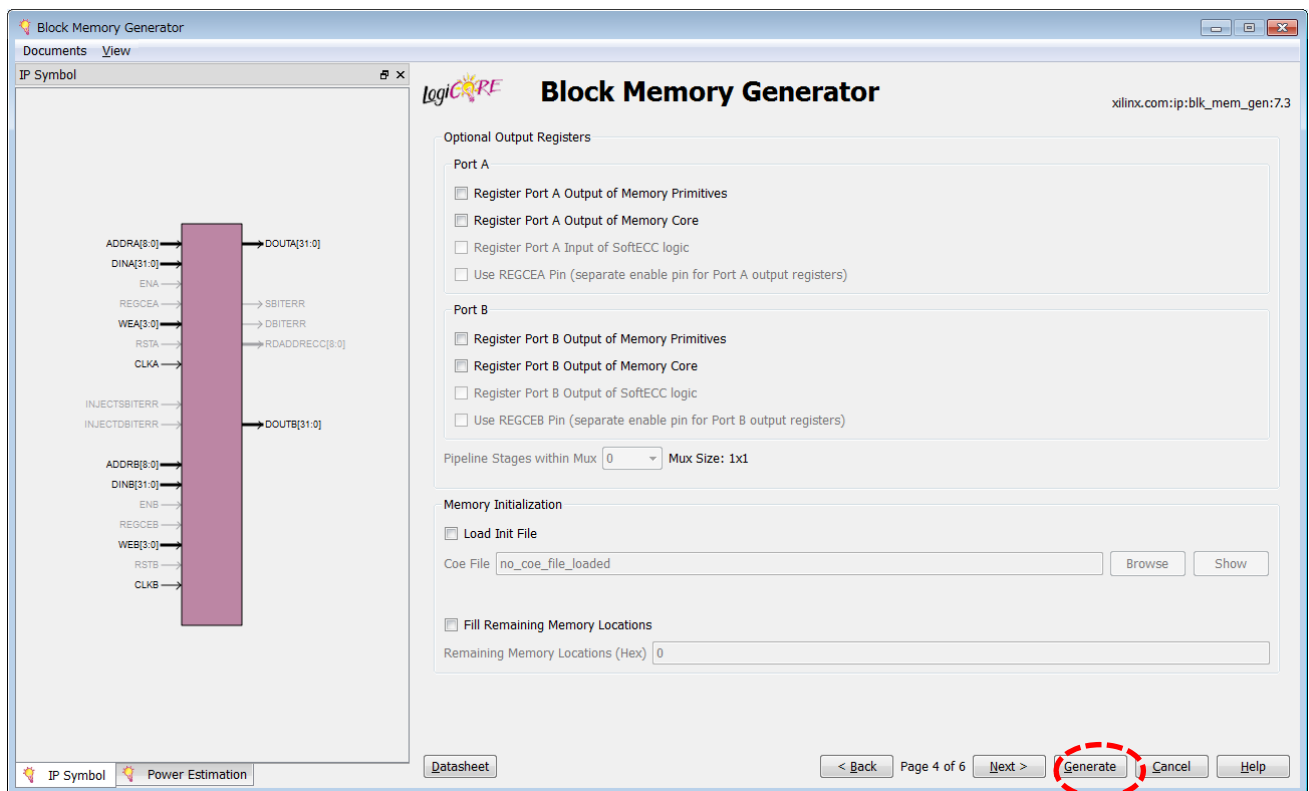 Block Memory Generator
Documents View
IP Symbol
LogiCORE
Block Memory Generator
xilinx.com:ip:blk_mem_gen:7.3
ADDRA[8:0]
DOUTA[31:0]
DINA[31:0]
ENA
REGCEA
SBITERR
WEA[3:0]
DBITERR
RSTA
RDADDRECC[8:0]
CLKA
INJECTSBITERR
INJECTDBITERR
DOUTB[31:0]
ADDRB[8:0]
DINB[31:0]
ENB
REGCEB
WEB[3:0]
RSTB
CLKB
IP Symbol
Power Estimation
Optional Output Registers
Port A
Register Port A Output of Memory Primitives
Register Port A Output of Memory Core
Register Port A Input of SoftECC logic
Use REGCEA Pin (separate enable pin for Port A output registers)
Port B
Register Port B Output of Memory Primitives
Register Port B Output of Memory Core
Register Port B Output of SoftECC logic
Use REGCEB Pin (separate enable pin for Port B output registers)
Pipeline Stages within Mux 0 Mux Size: 1x1
Memory Initialization
Load Init File
Coe File no_coe_file_loaded Browse Show
Fill Remaining Memory Locations
Remaining Memory Locations (Hex) 0
Datasheet < Back Page 4 of 6 Next > Generate Cancel Help